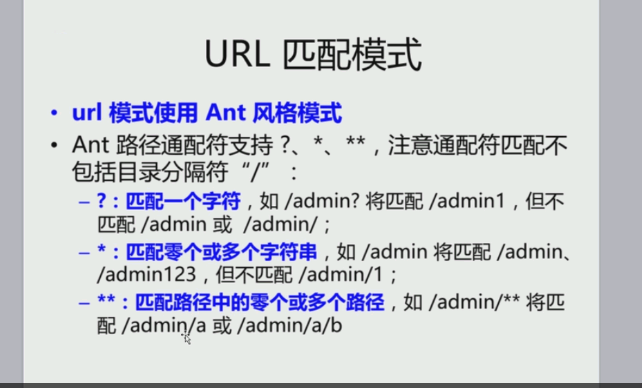 URL 匹配模式
• url 模式使用 Ant 风格模式
• Ant 路径通配符支持 ?、*、**，注意通配符匹配不
包括目录分隔符“/”：
– ?：匹配一个字符，如 /admin? 将匹配 /admin1，但不
匹配 /admin 或 /admin/；
– *：匹配零个或多个字符串，如 /admin 将匹配 /admin、
/admin123，但不匹配 /admin/1；
– **：匹配路径中的零个或多个路径，如 /admin/** 将匹
配 /admin/a 或 /admin/a/b